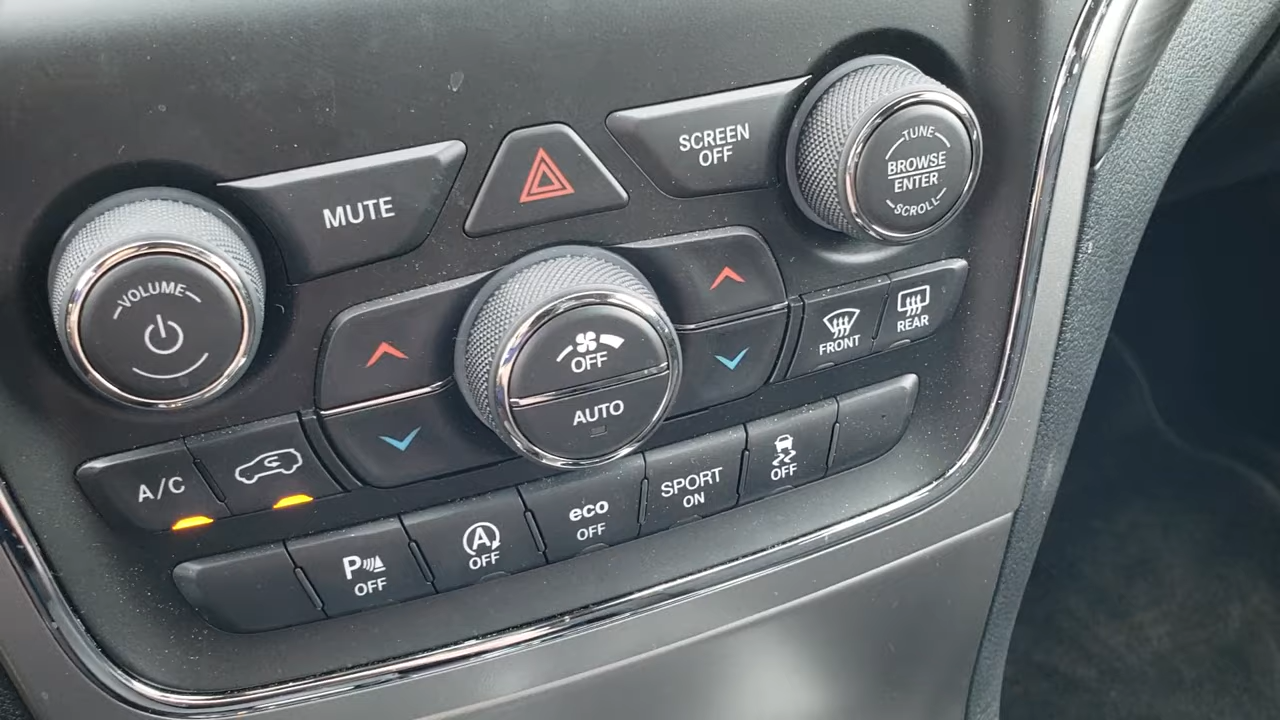 MUTE
SCREEN
OFF
TUNE
BROWSE
ENTER
SCROLL
VOLUME
OFF
AUTO
FRONT
REAR
A/C
P
OFF
A
OFF
eco
OFF
SPORT
ON
OFF